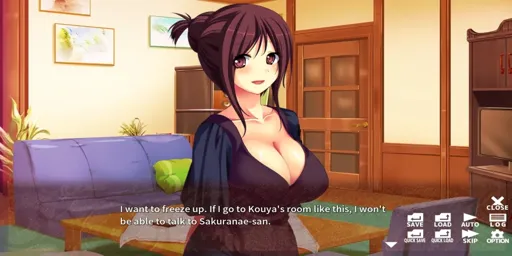 I want to freeze up. If I go to Kouya's room like this, I won't
be able to talk to Sakuranae-san.
CLOSE
SAVE LOAD AUTO LOG
QUICK SAVE QUICK LOAD SKIP OPTION